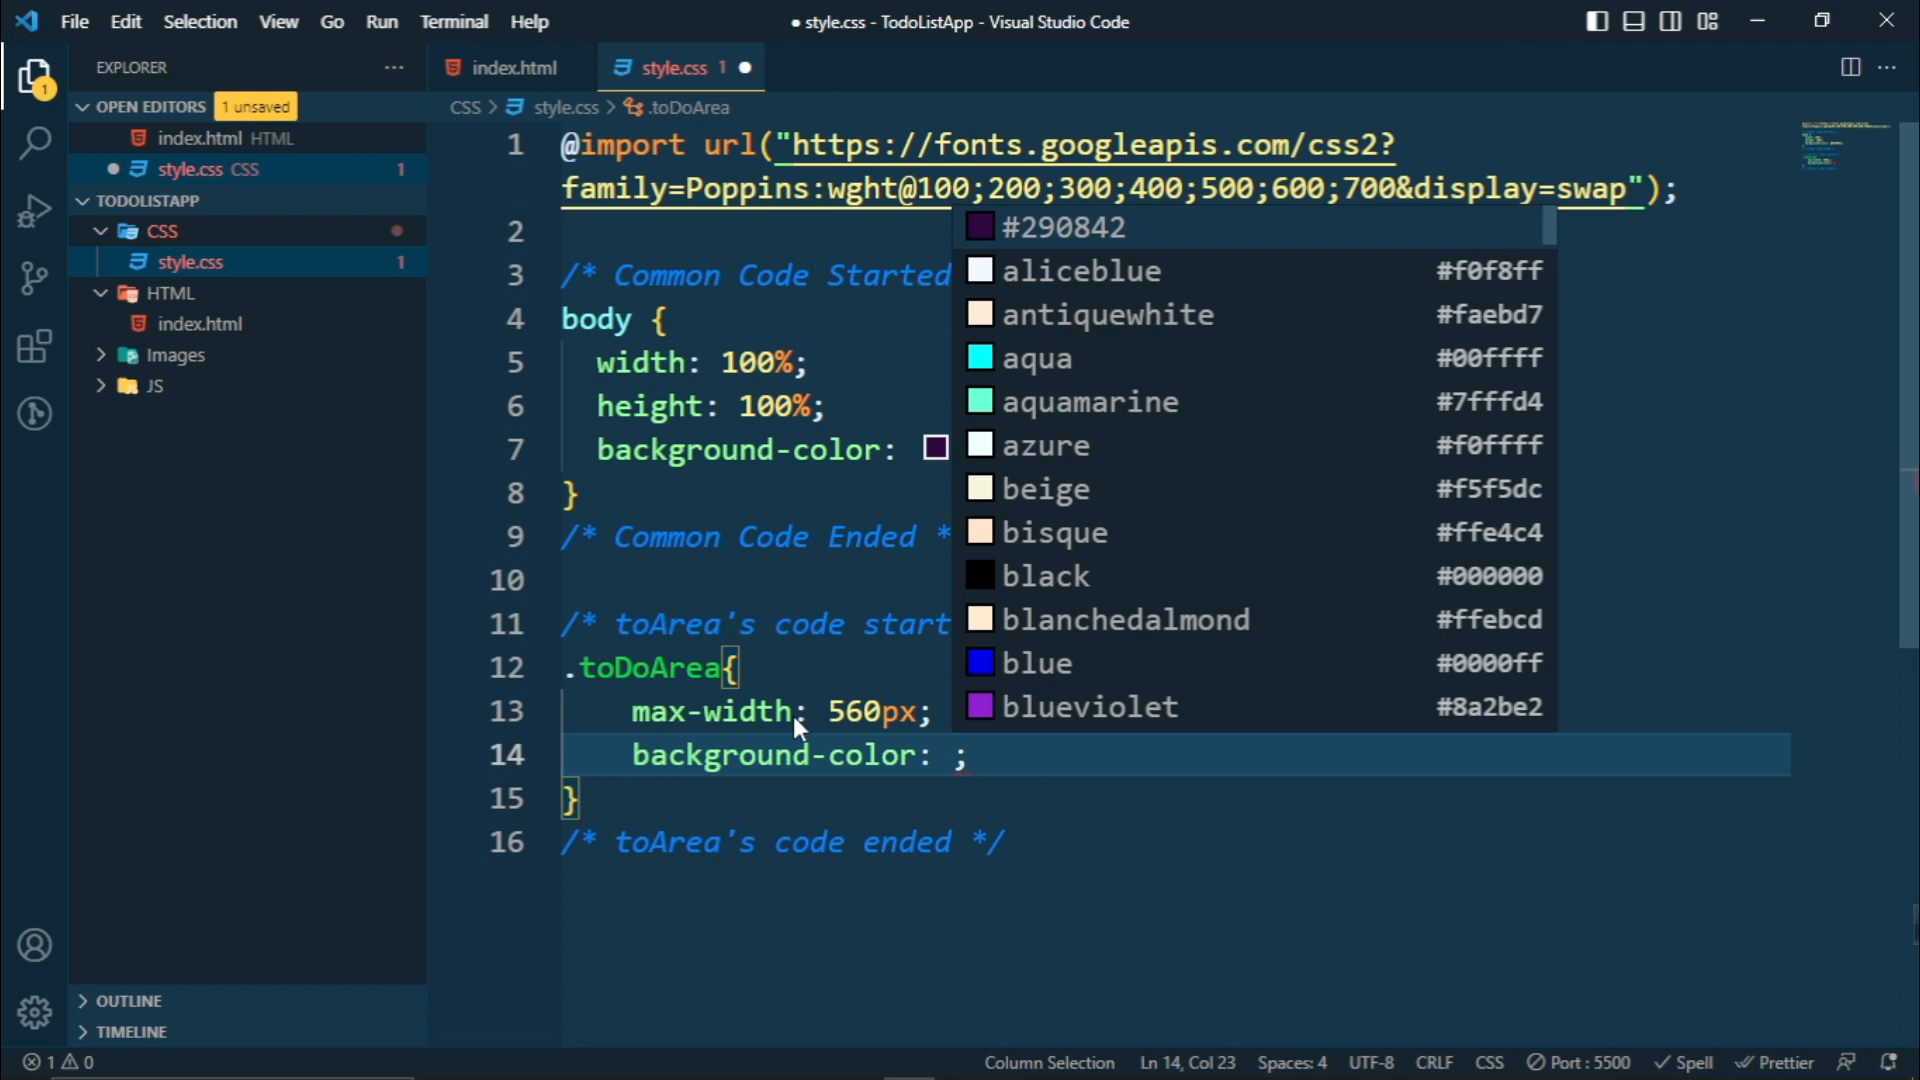 File Edit Selection View Go Run Terminal Help
● style.css - TodoListApp - Visual Studio Code
EXPLORER
index.html
style.css 1
1
OPEN EDITORS 1 unsaved
CSS > style.css > .toDoArea
index.html HTML
style.css CSS 1
TODOLISTAPP
CSS
style.css 1
HTML
index.html
Images
JS
OUTLINE
TIMELINE
1 @import url("https://fonts.googleapis.com/css2?
family=Poppins:wght@100;200;300;400;500;600;700&display=swap");
2
3 /* Common Code Started
4 body {
5 width: 100%;
6 height: 100%;
7 background-color:
8 }
9 /* Common Code Ended *
10
11 /* toArea's code start
12 .toDoArea{
13 max-width: 560px;
14 background-color: ;
15 }
16 /* toArea's code ended */
#290842
aliceblue #f0f8ff
antiquewhite #faebd7
aqua #00ffff
aquamarine #7fffd4
azure #f0ffff
beige #f5f5dc
bisque #ffe4c4
black #000000
blanchedalmond #ffebcd
blue #0000ff
blueviolet #8a2be2
1 0
Column Selection Ln 14, Col 23 Spaces: 4 UTF-8 CRLF CSS Port : 5500 Spell Prettier